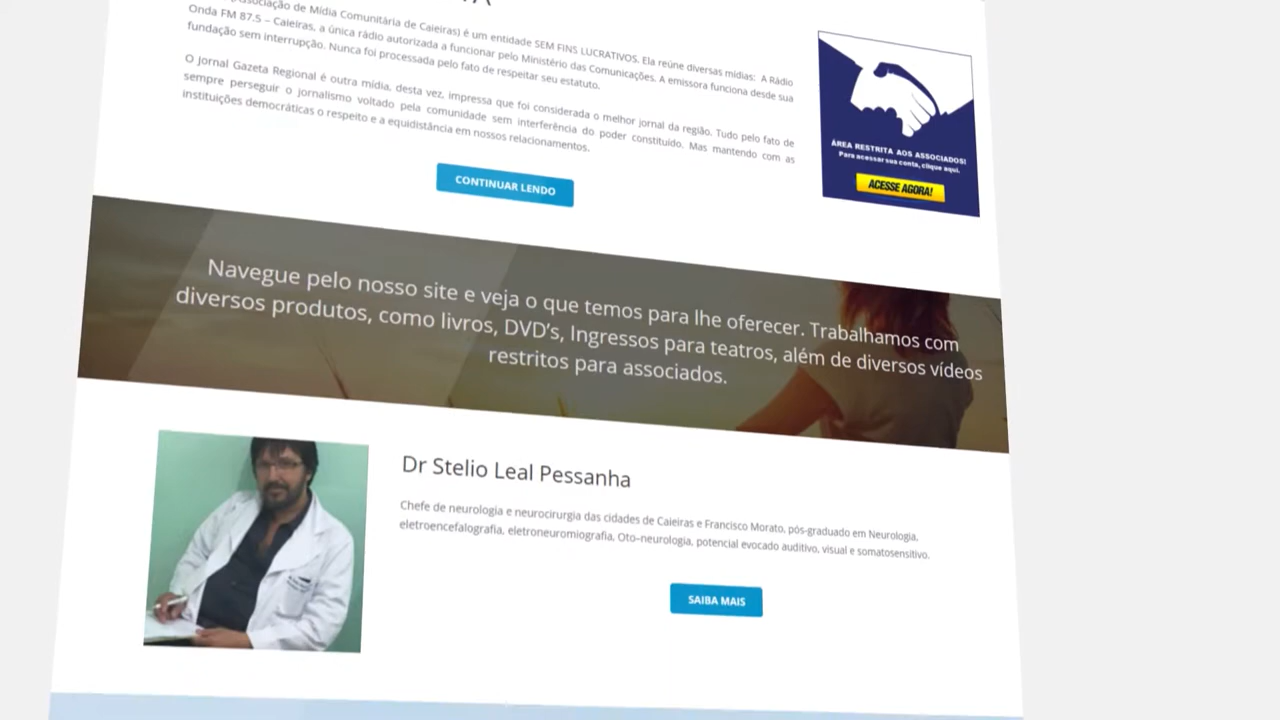 Associação de Mídia Comunitária de Caieiras) é um entidade SEM FINS LUCRATIVOS. Ela reúne diversas mídias: A Rádio
Onda FM 87.5 – Caieiras, a única rádio autorizada a funcionar pelo Ministério das Comunicações. A emissora funciona desde sua
fundação sem interrupção. Nunca foi processada pelo fato de respeitar seu estatuto.
O Jornal Gazeta Regional é outra mídia, desta vez, impressa que foi considerada o melhor jornal da região. Tudo pelo fato de
sempre perseguir o jornalismo voltado pela comunidade sem interferência do poder constituído. Mas mantendo com as
instituições democráticas o respeito e a equidistância em nossos relacionamentos.
CONTINUAR LENDO
ÁREA RESTRITA AOS ASSOCIADOS!
Para acessar sua conta, clique aqui.
ACESSE AGORA!
Navegue pelo nosso site e veja o que temos para lhe oferecer. Trabalhamos com
diversos produtos, como livros, DVD's, Ingressos para teatros, além de diversos vídeos
restritos para associados.
Dr Stelio Leal Pessanha
Chefe de neurologia e neurocirurgia das cidades de Caieiras e Francisco Morato, pós-graduado em Neurologia,
eletroencefalografia, eletroneuromiografia, Oto-neurologia, potencial evocado auditivo, visual e somatosensitivo.
SAIBA MAIS